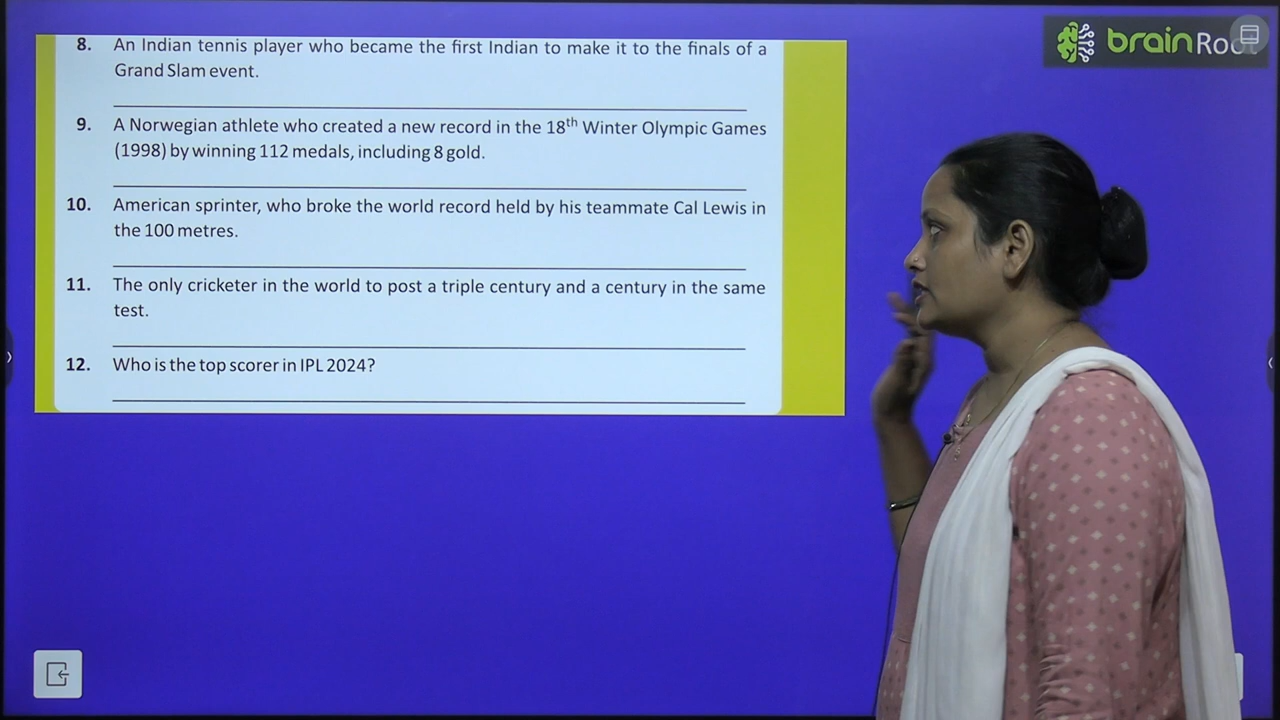 brainRoot
8. An Indian tennis player who became the first Indian to make it to the finals of a
Grand Slam event.
9. A Norwegian athlete who created a new record in the 18th Winter Olympic Games
(1998) by winning 112 medals, including 8 gold.
10. American sprinter, who broke the world record held by his teammate Cal Lewis in
the 100 metres.
11. The only cricketer in the world to post a triple century and a century in the same
test.
12. Who is the top scorer in IPL 2024?